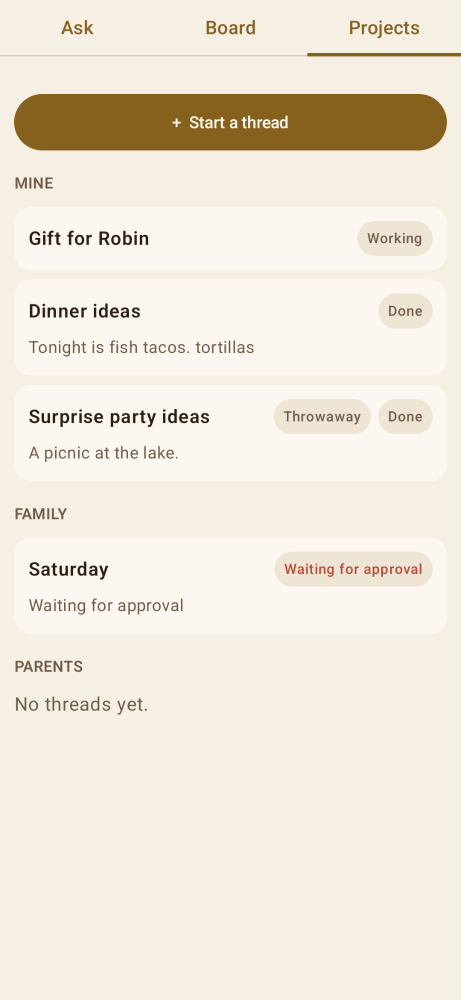 Ask Board Projects
+ Start a thread
MINE
Gift for Robin Working
Dinner ideas Done
Tonight is fish tacos. tortillas
Surprise party ideas Throwaway Done
A picnic at the lake.
FAMILY
Saturday Waiting for approval
Waiting for approval
PARENTS
No threads yet.